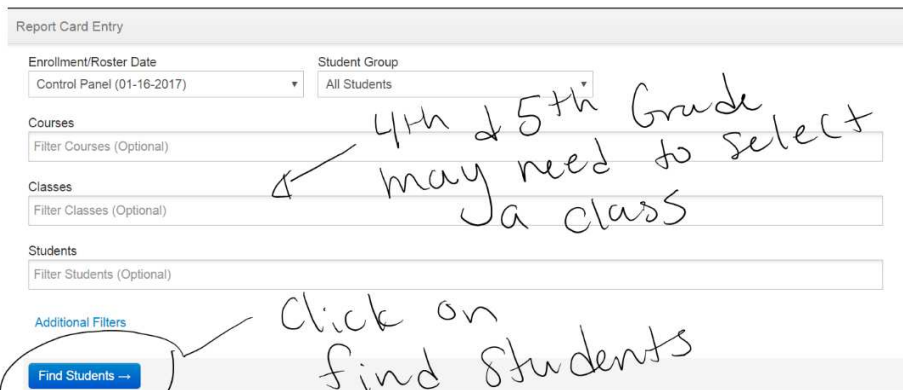 Report Card Entry
Enrollment/Roster Date
Student Group
Control Panel (01-16-2017)
All Students
Courses
Filter Courses (Optional)
4th & 5th Grade
may need to select
a class
Classes
Filter Classes (Optional)
Students
Filter Students (Optional)
Additional Filters
Click on
find Students
Find Students →